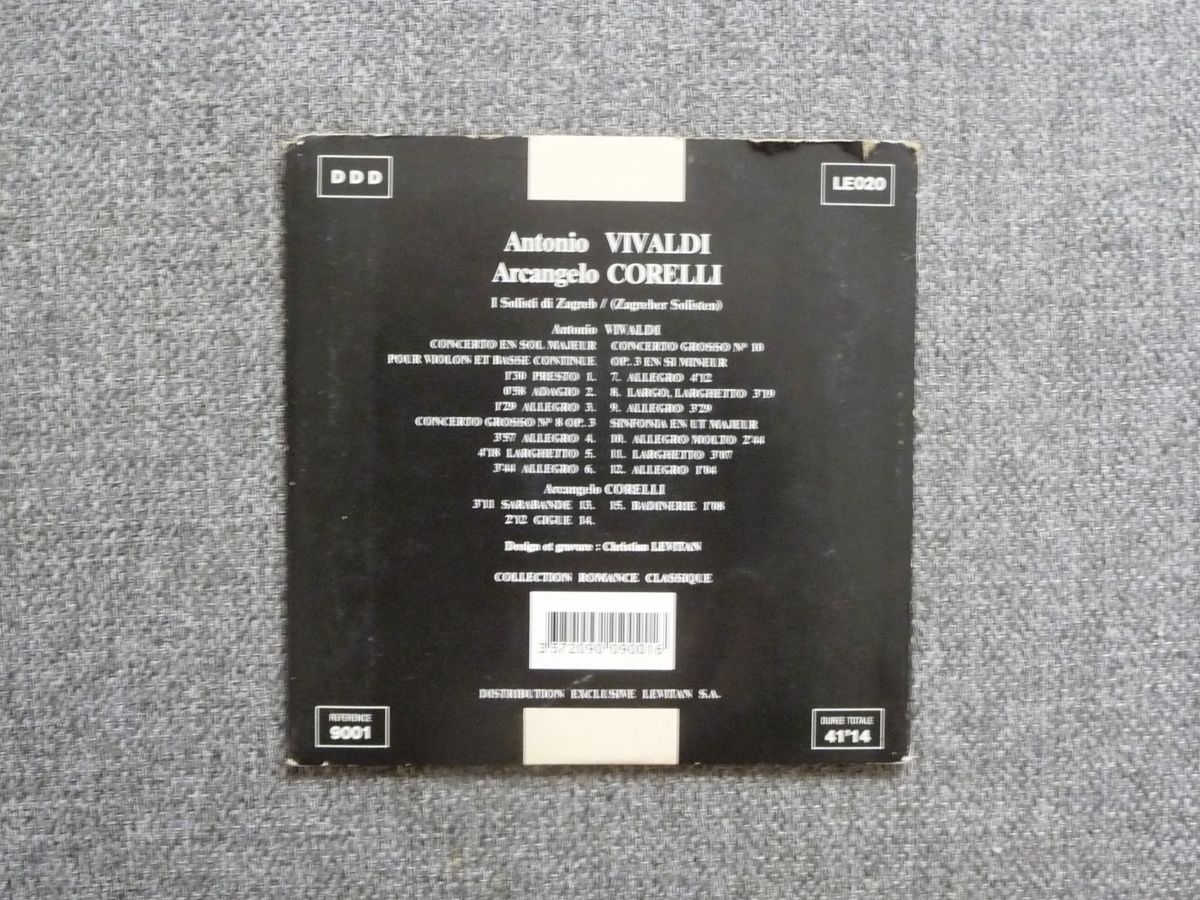 DDD
LE020
Antonio VIVALDI
Arcangelo CORELLI
I Solisti di Zagreb / (Zagreber Solisten)
Antonio VIVALDI
CONCERTO EN SOL MAJEUR
POUR VIOLON ET BASSE CONTINUE
1'30 PRESTO 1.
0'58 ADAGIO 2.
1'29 ALLEGRO 3.
CONCERTO GROSSO N° 8 OP. 3
3'57 ALLEGRO 4.
4'18 LARGHETTO 5.
3'44 ALLEGRO 6.
CONCERTO GROSSO N° 10
OP. 3 EN SI MINEUR
7. ALLEGRO 4'12
8. LARGO, LARGHETTO 3'19
9. ALLEGRO 3'29
SINFONIA EN UT MAJEUR
10. ALLEGRO MOLTO 2'44
11. LARGHETTO 3'07
12. ALLEGRO 1'04
Arcangelo CORELLI
3'11 SARABANDE 13.
2'12 GIGUE 14.
15. BADINERIE 1'08
Design et gravure : Christian LEVITAN
COLLECTION ROMANCE CLASSIQUE
3 572090 090016
DISTRIBUTION EXCLUSIVE LEVITAN S.A.
REFERENCE
9001
DUREE TOTALE
41'14